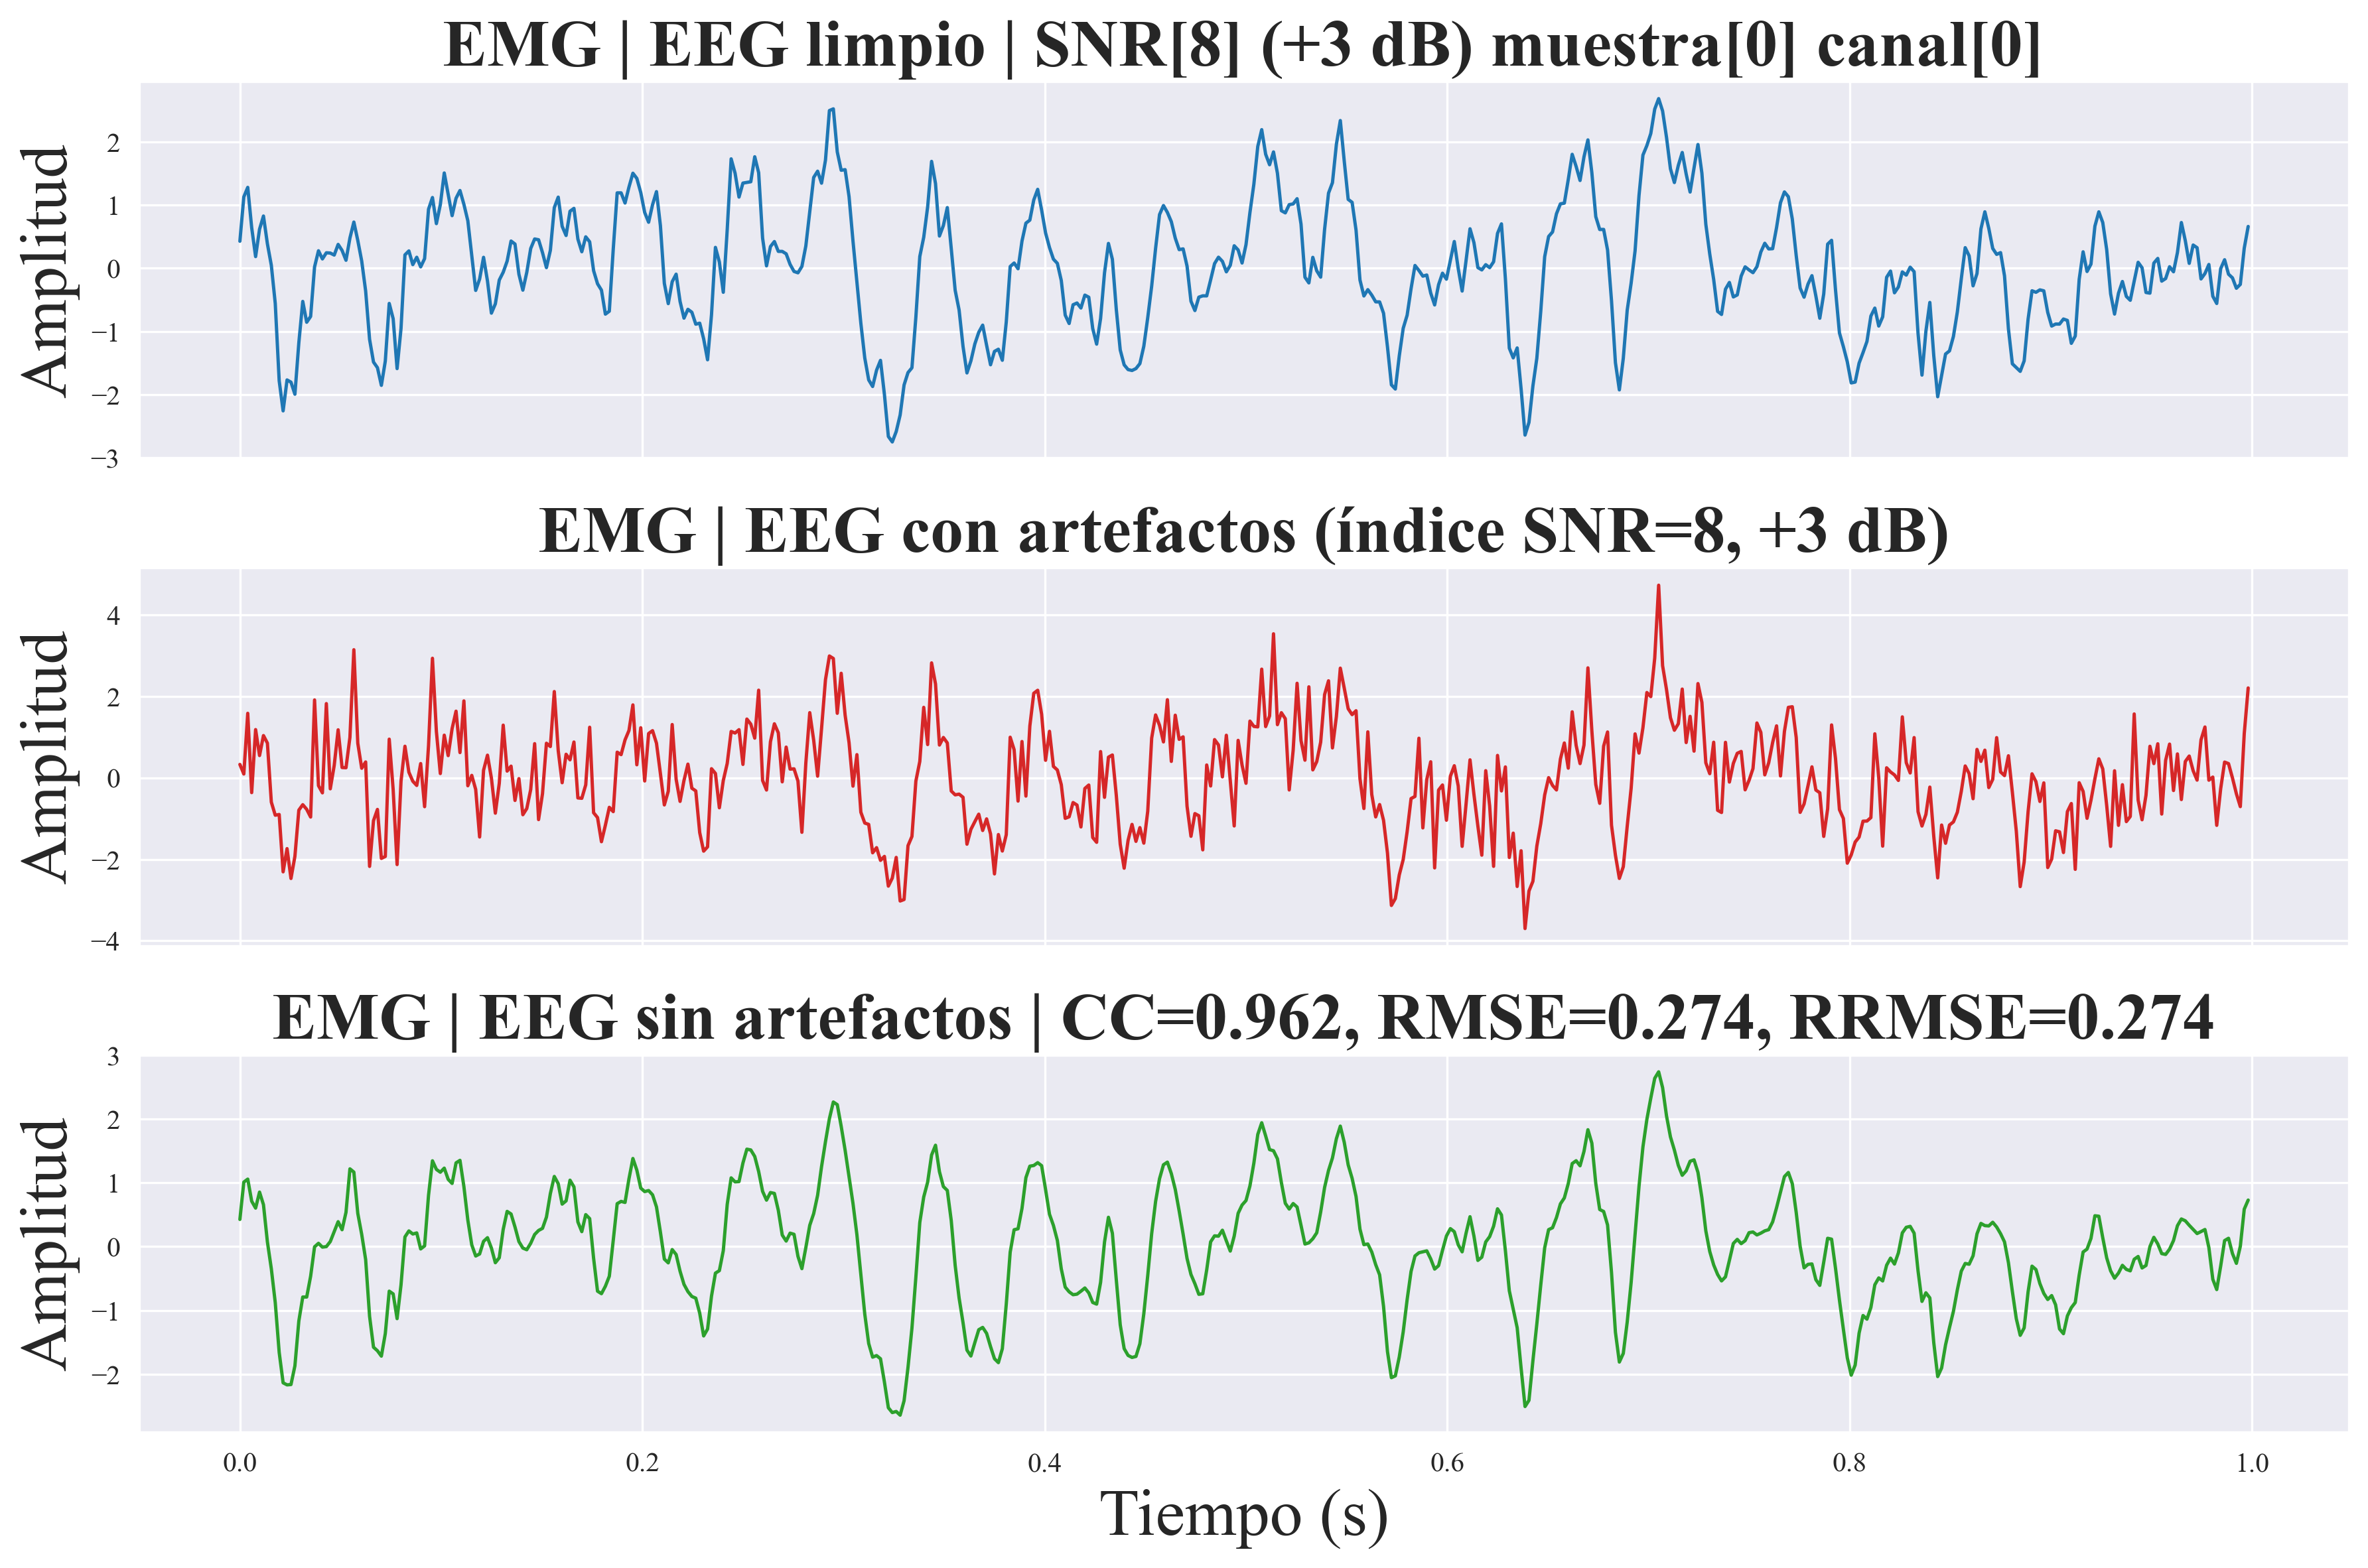 EMG | EEG limpio | SNR[8] (+3 dB) muestra[0] canal[0]
Amplitud
2
1
0
−1
−2
−3
EMG | EEG con artefactos (índice SNR=8, +3 dB)
Amplitud
4
2
0
−2
−4
EMG | EEG sin artefactos | CC=0.962, RMSE=0.274, RRMSE=0.274
Amplitud
3
2
1
0
−1
−2
0.0 0.2 0.4 0.6 0.8 1.0
Tiempo (s)